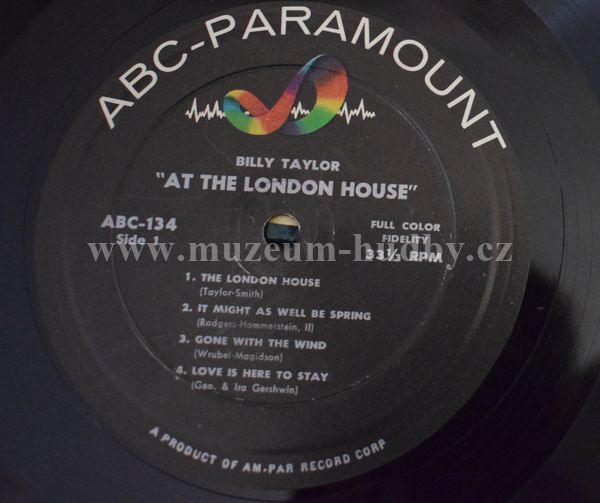 ABC-PARAMOUNT
BILLY TAYLOR
"AT THE LONDON HOUSE"
ABC-134
Side 1
FULL COLOR
FIDELITY
33⅓ RPM
www.muzeum-hudby.cz
1. THE LONDON HOUSE
(Taylor-Smith)
2. IT MIGHT AS WELL BE SPRING
(Rodgers-Hammerstein, II)
3. GONE WITH THE WIND
(Wrubel-Magidson)
4. LOVE IS HERE TO STAY
(Geo. & Ira Gershwin)
A PRODUCT OF AM-PAR RECORD CORP